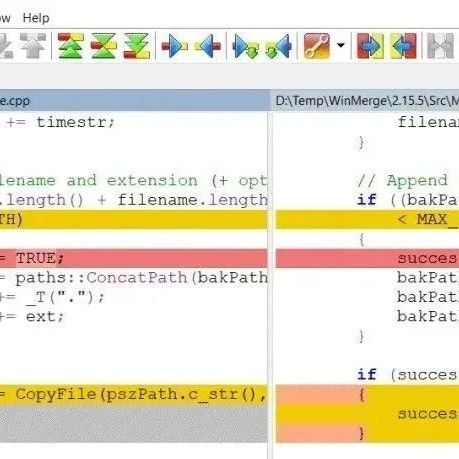 Help
e.cpp
D:\Temp\WinMerge\2.15.5\Src\M
+= timestr;
filena
}
lename and extension (+ opt
// Append
.length() + filename.length
if ((bakPa
TH)
< MAX_
{
= TRUE;
succes
= paths::ConcatPath(bakPath
bakPat
+= _T(".");
bakPat
+= ext;
bakPat
}
if (succes
= CopyFile(pszPath.c_str(),
{
succes
}